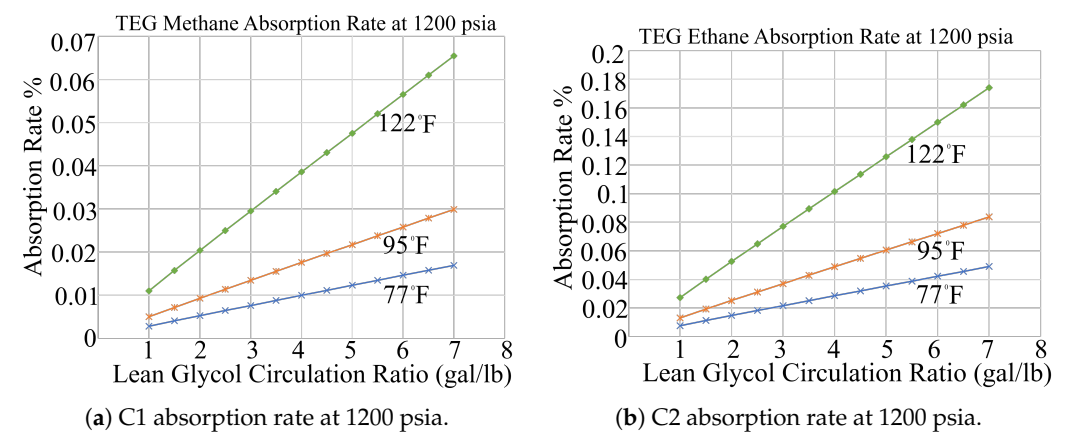 TEG Methane Absorption Rate at 1200 psia
Absorption Rate %
0.07
0.06
0.05
0.04
0.03
0.02
0.01
0
122°F
95°F
77°F
1 2 3 4 5 6 7 8
Lean Glycol Circulation Ratio (gal/lb)
(a) C1 absorption rate at 1200 psia.
TEG Ethane Absorption Rate at 1200 psia
Absorption Rate %
0.2
0.18
0.16
0.14
0.12
0.1
0.08
0.06
0.04
0.02
0
122°F
95°F
77°F
1 2 3 4 5 6 7 8
Lean Glycol Circulation Ratio (gal/lb)
(b) C2 absorption rate at 1200 psia.